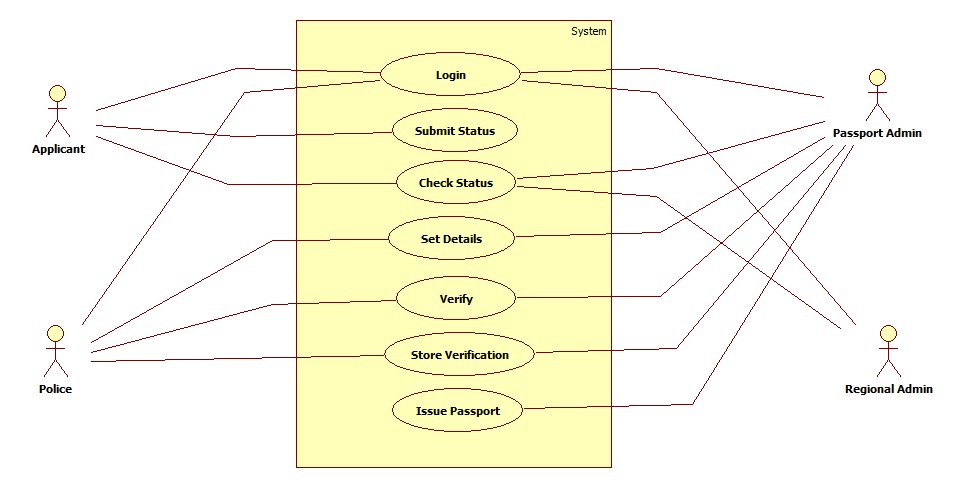 System
Login
Submit Status
Check Status
Set Details
Verify
Store Verification
Issue Passport
Applicant
Police
Passport Admin
Regional Admin